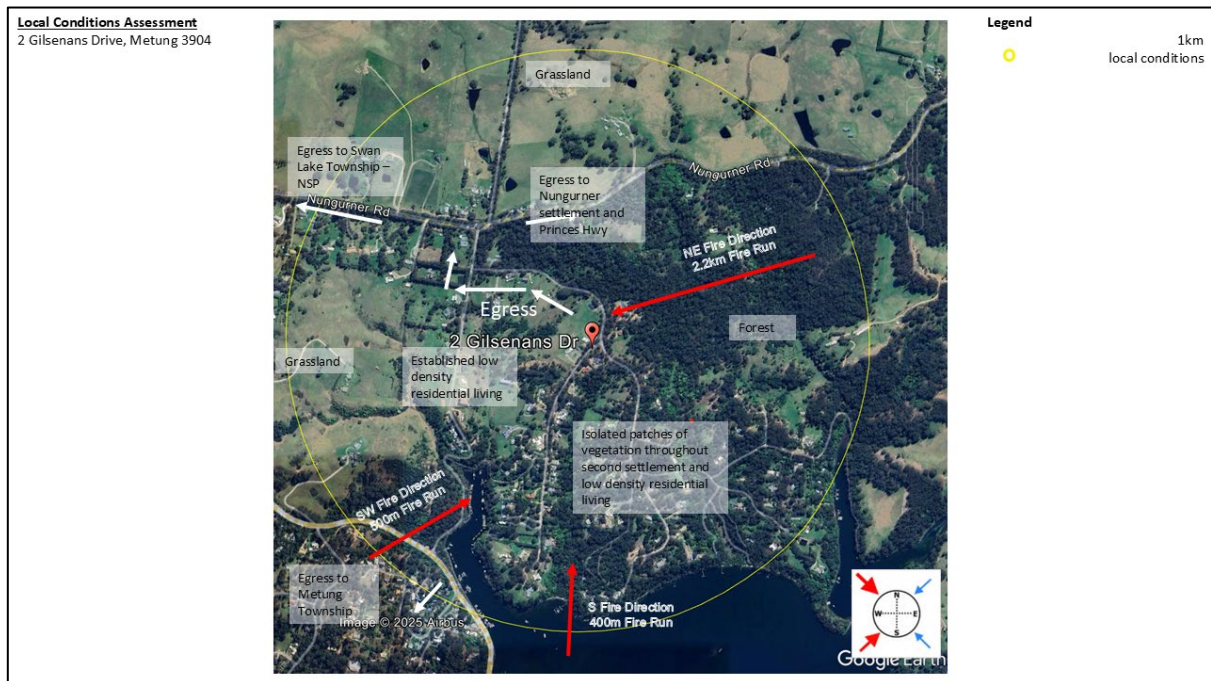 Local Conditions Assessment
2 Gilsenans Drive, Metung 3904
Legend
1km
local conditions
Grassland
Egress to Swan
Lake Township –
NSP
Nungurner Rd
Egress to
Nungurner
settlement and
Princes Hwy
Nungurner Rd
NE Fire Direction
2.2km Fire Run
Egress
2 Gilsenans Dr
Forest
Grassland
Established low
density
residential living
Isolated patches of
vegetation throughout
second settlement and
low density residential
living
SW Fire Direction
500m Fire Run
Egress to
Metung
Township
S Fire Direction
400m Fire Run
Image © 2025 Airbus
N
W
E
S
Google Earth